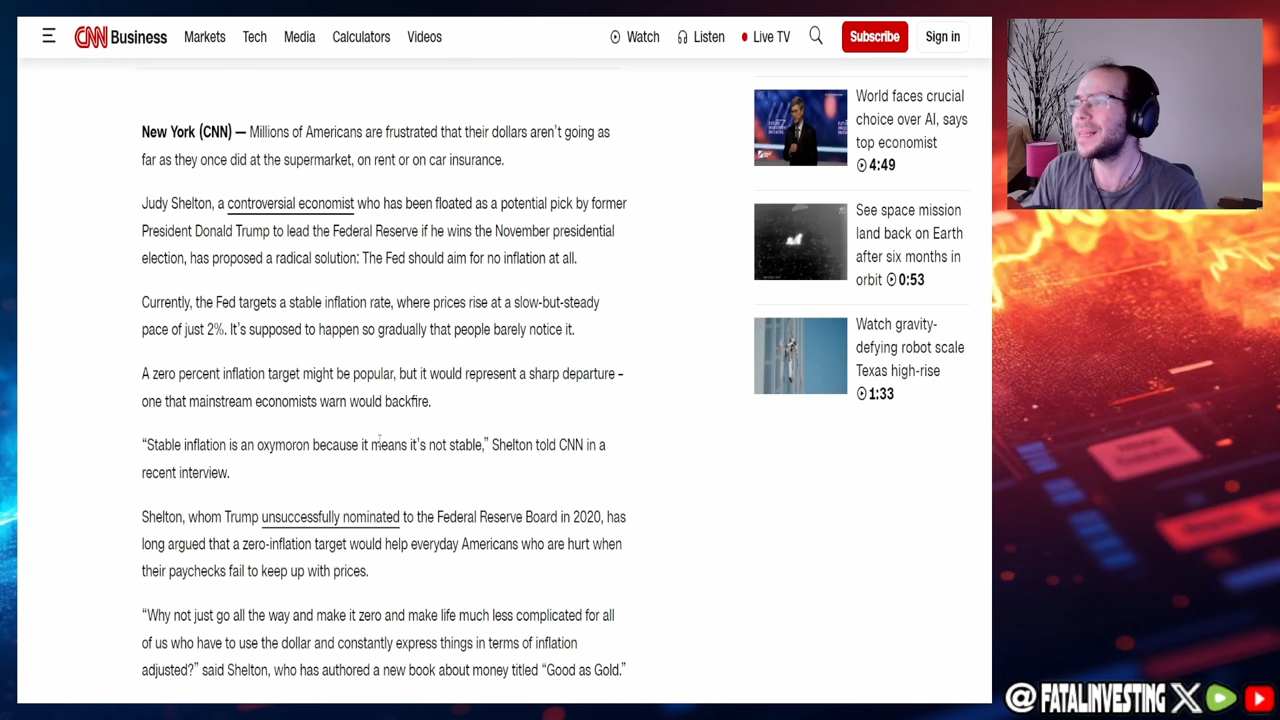 CNN Business Markets Tech Media Calculators Videos Watch Listen Live TV Subscribe Sign in
New York (CNN) — Millions of Americans are frustrated that their dollars aren't going as
far as they once did at the supermarket, on rent or on car insurance.
Judy Shelton, a controversial economist who has been floated as a potential pick by former
President Donald Trump to lead the Federal Reserve if he wins the November presidential
election, has proposed a radical solution: The Fed should aim for no inflation at all.
Currently, the Fed targets a stable inflation rate, where prices rise at a slow-but-steady
pace of just 2%. It's supposed to happen so gradually that people barely notice it.
A zero percent inflation target might be popular, but it would represent a sharp departure –
one that mainstream economists warn would backfire.
“Stable inflation is an oxymoron because it means it's not stable,” Shelton told CNN in a
recent interview.
Shelton, whom Trump unsuccessfully nominated to the Federal Reserve Board in 2020, has
long argued that a zero-inflation target would help everyday Americans who are hurt when
their paychecks fail to keep up with prices.
“Why not just go all the way and make it zero and make life much less complicated for all
of us who have to use the dollar and constantly express things in terms of inflation
adjusted?” said Shelton, who has authored a new book about money titled “Good as Gold.”
World faces crucial
choice over AI, says
top economist
4:49
See space mission
land back on Earth
after six months in
orbit 0:53
Watch gravity-
defying robot scale
Texas high-rise
1:33
@FATALINVESTING X